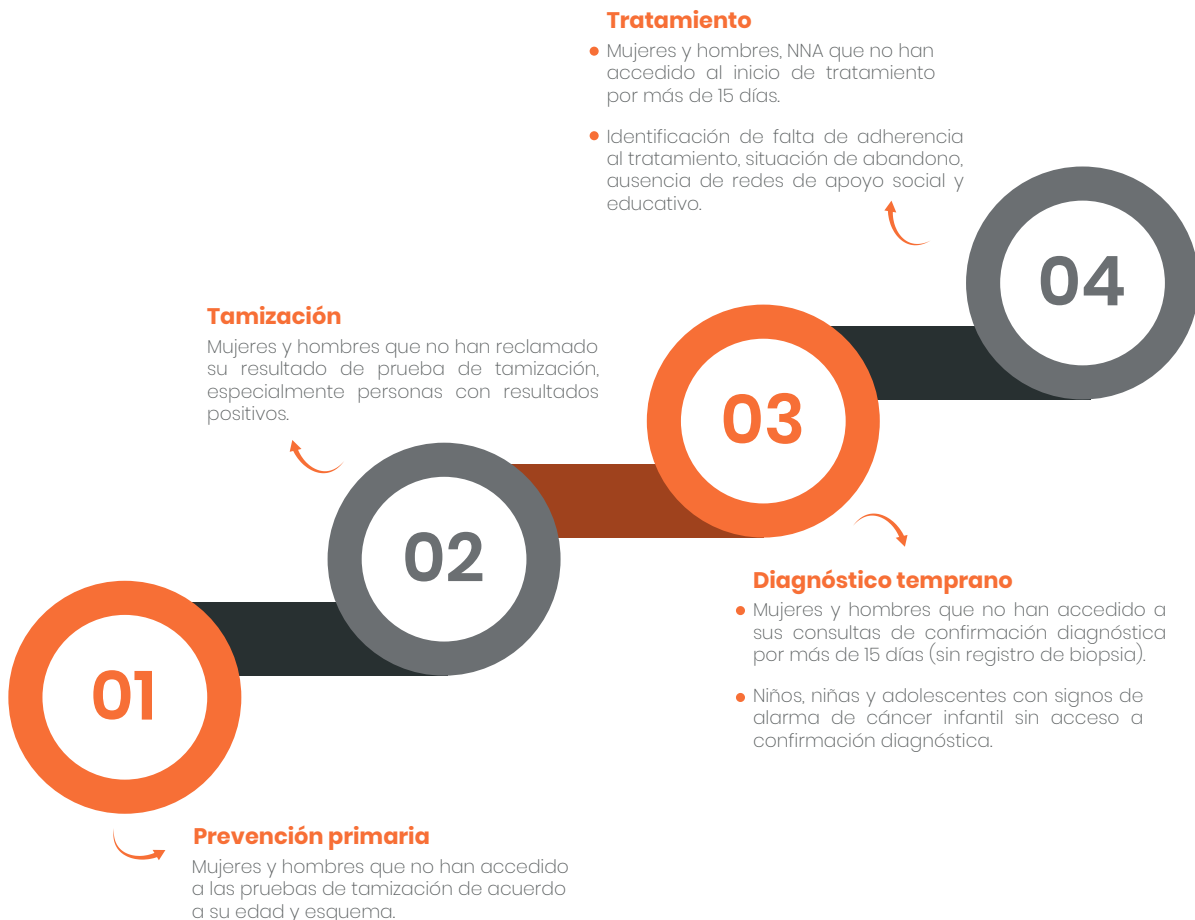 Tratamiento
Mujeres y hombres, NNA que no han
accedido al inicio de tratamiento
por más de 15 días.
Identificación de falta de adherencia
al tratamiento, situación de abandono,
ausencia de redes de apoyo social y
educativo.
04
Tamización
Mujeres y hombres que no han reclamado
su resultado de prueba de tamización,
especialmente personas con resultados
positivos.
03
02
Diagnóstico temprano
Mujeres y hombres que no han accedido a
sus consultas de confirmación diagnóstica
por más de 15 días (sin registro de biopsia).
Niños, niñas y adolescentes con signos de
alarma de cáncer infantil sin acceso a
confirmación diagnóstica.
01
Prevención primaria
Mujeres y hombres que no han accedido
a las pruebas de tamización de acuerdo
a su edad y esquema.